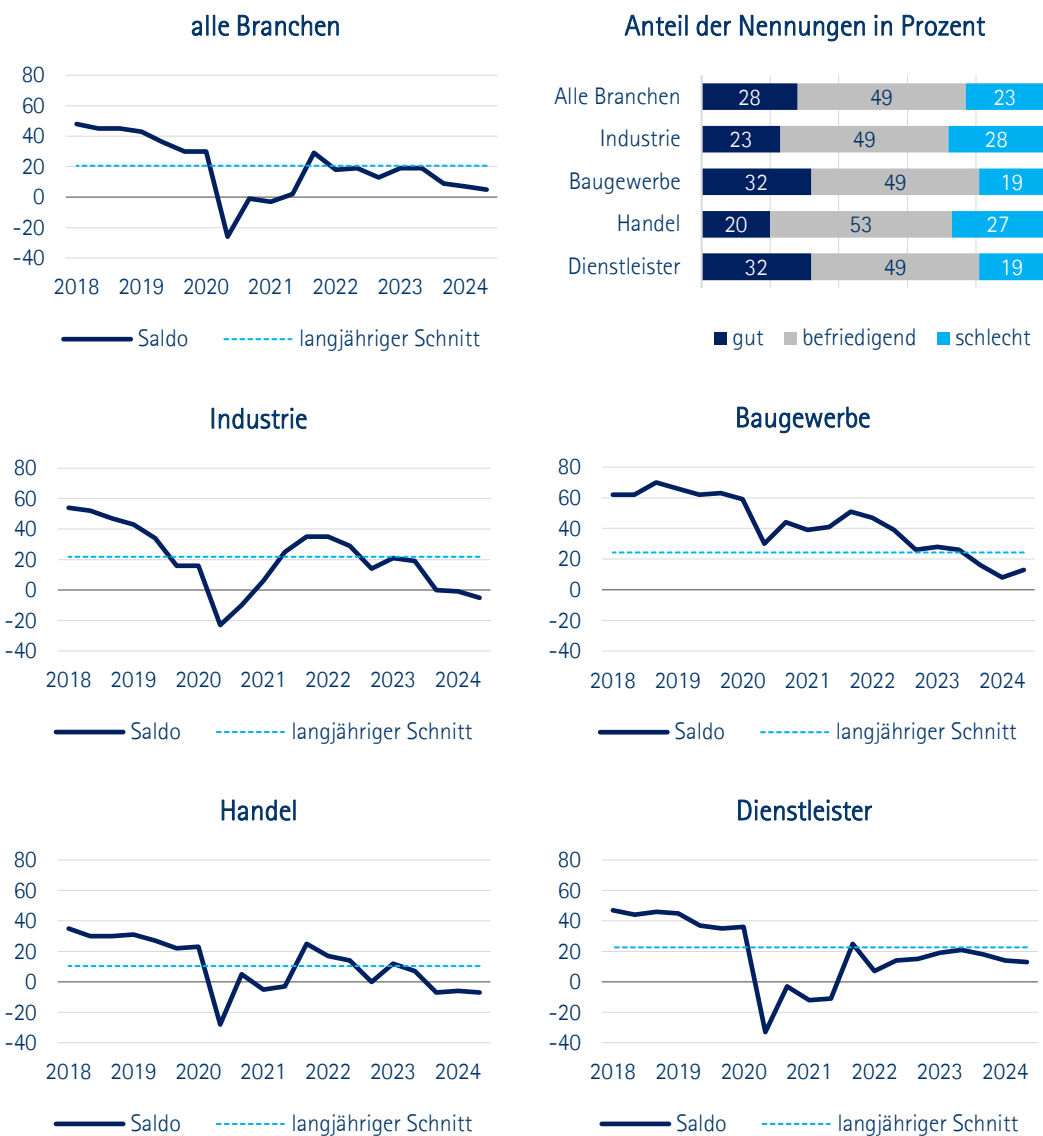 alle Branchen
80
60
40
20
0
-20
-40
2018 2019 2020 2021 2022 2023 2024
Saldo langjähriger Schnitt
Anteil der Nennungen in Prozent
Alle Branchen 28 49 23
Industrie 23 49 28
Baugewerbe 32 49 19
Handel 20 53 27
Dienstleister 32 49 19
gut befriedigend schlecht
Industrie
80
60
40
20
0
-20
-40
2018 2019 2020 2021 2022 2023 2024
Saldo langjähriger Schnitt
Baugewerbe
80
60
40
20
0
-20
-40
2018 2019 2020 2021 2022 2023 2024
Saldo langjähriger Schnitt
Handel
80
60
40
20
0
-20
-40
2018 2019 2020 2021 2022 2023 2024
Saldo langjähriger Schnitt
Dienstleister
80
60
40
20
0
-20
-40
2018 2019 2020 2021 2022 2023 2024
Saldo langjähriger Schnitt